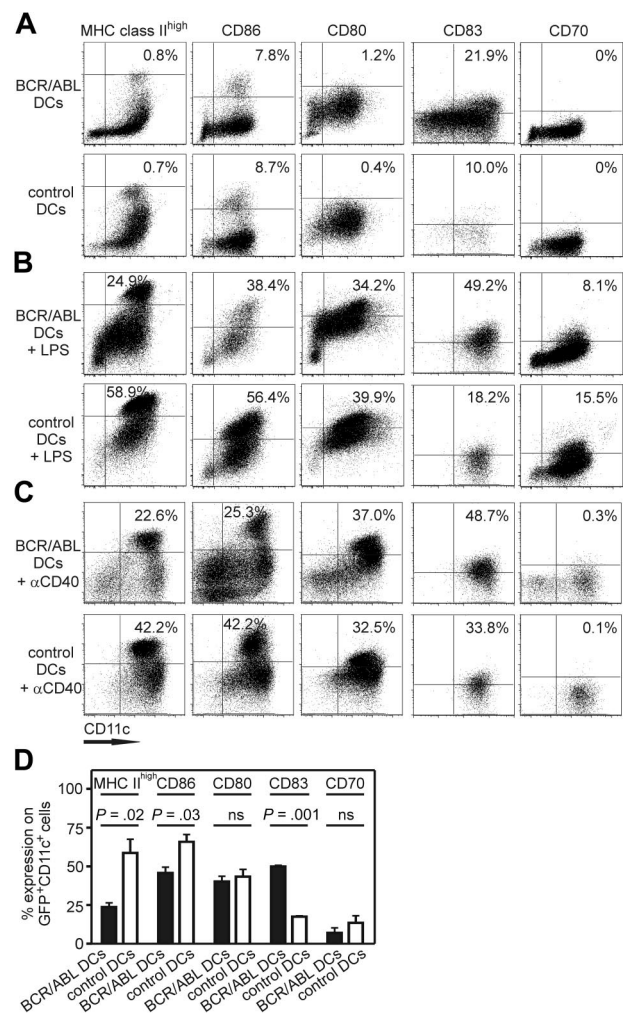 A
MHC class IIhigh CD86 CD80 CD83 CD70
BCR/ABL DCs
0.8% 7.8% 1.2% 21.9% 0%
control DCs
0.7% 8.7% 0.4% 10.0% 0%
B
BCR/ABL DCs + LPS
24.9% 38.4% 34.2% 49.2% 8.1%
control DCs + LPS
58.9% 56.4% 39.9% 18.2% 15.5%
C
BCR/ABL DCs + αCD40
22.6% 25.3% 37.0% 48.7% 0.3%
control DCs + αCD40
42.2% 42.2% 32.5% 33.8% 0.1%
CD11c
D
MHC IIhigh CD86 CD80 CD83 CD70
P = .02 P = .03 ns P = .001 ns
% expression on
GFP+CD11c+ cells
100
75
50
25
0
BCR/ABL DCs
control DCs
BCR/ABL DCs
control DCs
BCR/ABL DCs
control DCs
BCR/ABL DCs
control DCs
BCR/ABL DCs
control DCs